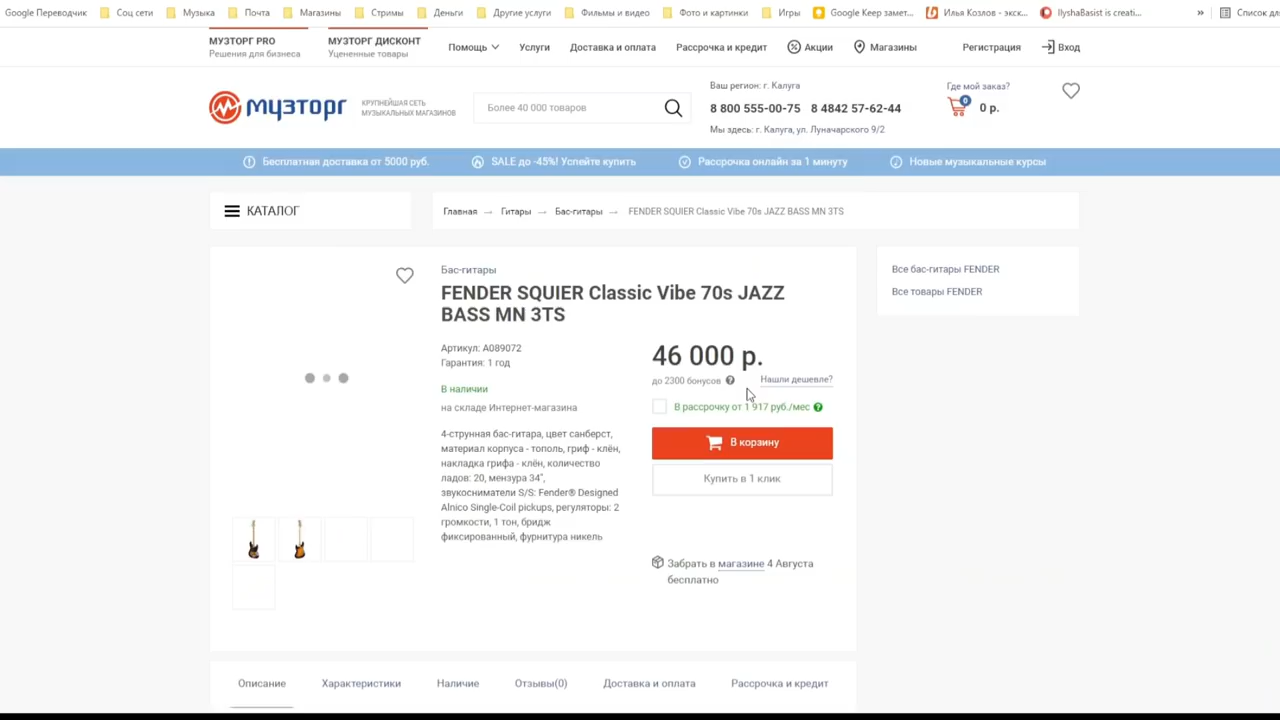 Google Переводчик Соц сети Музыка Почта Магазины Стримы Деньги Другие услуги Фильмы и видео Фото и картинки Игры Google Keep замет... Илья Козлов - экск... IlyshaBasist is creati... » Список для
МУЗТОРГ PRO
Решения для бизнеса
МУЗТОРГ ДИСКОНТ
Уцененные товары
Помощь Услуги Доставка и оплата Рассрочка и кредит Акции Магазины Регистрация Вход
музторг
КРУПНЕЙШАЯ СЕТЬ
МУЗЫКАЛЬНЫХ МАГАЗИНОВ
Более 40 000 товаров
Ваш регион: г. Калуга
8 800 555-00-75 8 4842 57-62-44
Мы здесь: г. Калуга, ул. Луначарского 9/2
Где мой заказ?
0 0 р.
Бесплатная доставка от 5000 руб. SALE до -45%! Успейте купить Рассрочка онлайн за 1 минуту Новые музыкальные курсы
КАТАЛОГ
Главная → Гитары → Бас-гитары → FENDER SQUIER Classic Vibe 70s JAZZ BASS MN 3TS
Бас-гитары
FENDER SQUIER Classic Vibe 70s JAZZ
BASS MN 3TS
Артикул: A089072
Гарантия: 1 год
В наличии
на складе Интернет-магазина
4-струнная бас-гитара, цвет санберст,
материал корпуса - тополь, гриф - клён,
накладка грифа - клён, количество
ладов: 20, мензура 34",
звукосниматели S/S: Fender® Designed
Alnico Single-Coil pickups, регуляторы: 2
громкости, 1 тон, бридж
фиксированный, фурнитура никель
46 000 р.
до 2300 бонусов ? Нашли дешевле?
В рассрочку от 1 917 руб./мес ?
В корзину
Купить в 1 клик
Забрать в магазине 4 Августа
бесплатно
Все бас-гитары FENDER
Все товары FENDER
Описание Характеристики Наличие Отзывы(0) Доставка и оплата Рассрочка и кредит